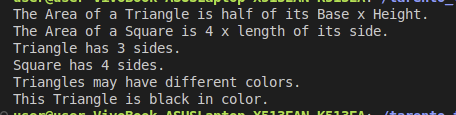 The Area of a Triangle is half of its Base x Height.
The Area of a Square is 4 x length of its side.
Triangle has 3 sides.
Square has 4 sides.
Triangles may have different colors.
This Triangle is black in color.